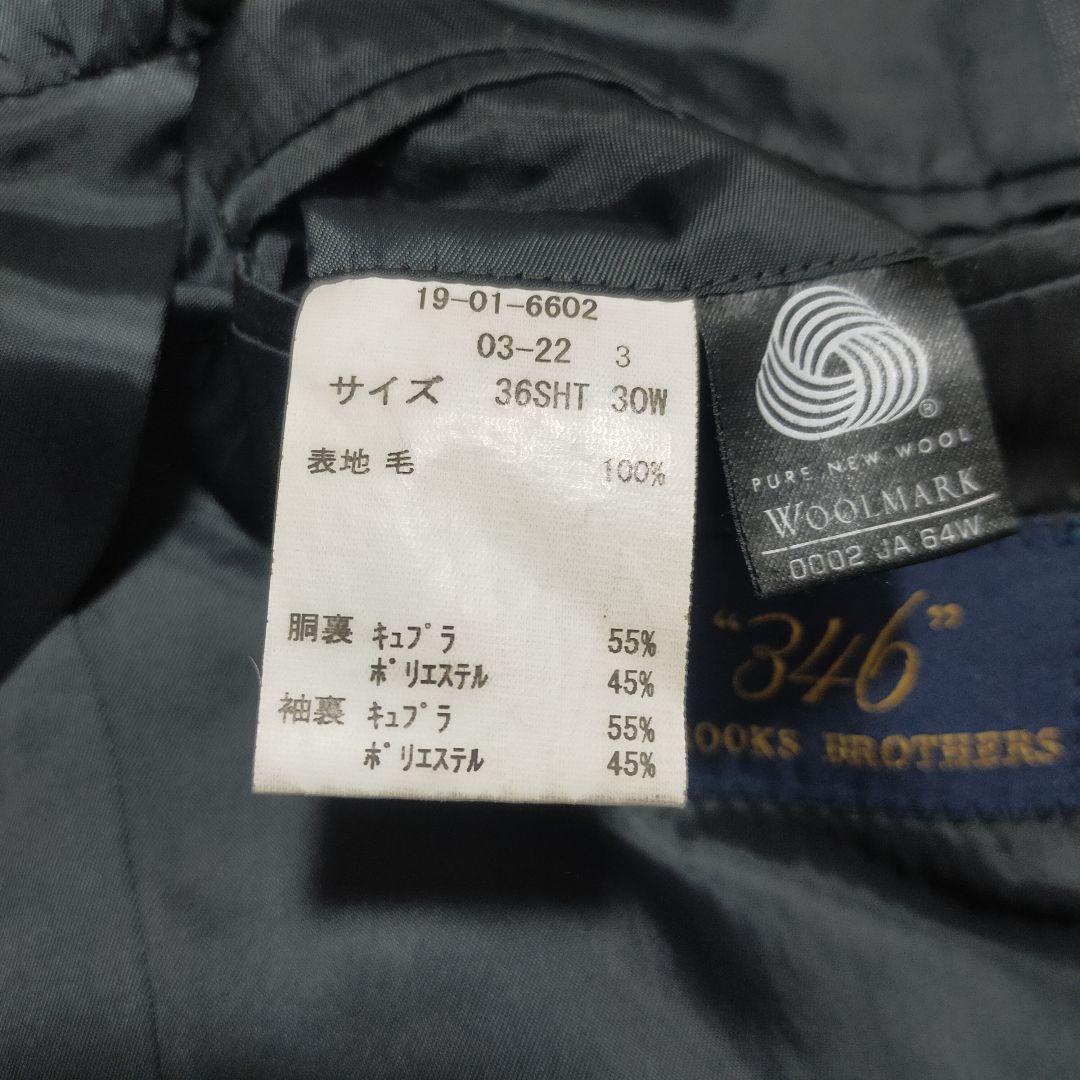 19-01-6602
03-22 3
サイズ 36SHT 30W
表地 毛 100%
胴裏 ｷｭﾌﾟﾗ 55%
ﾎﾟﾘｴｽﾃﾙ 45%
袖裏 ｷｭﾌﾟﾗ 55%
ﾎﾟﾘｴｽﾃﾙ 45%
®
PURE NEW WOOL
WOOLMARK
0002 JA 64W
"346"
OOKS BROTHERS